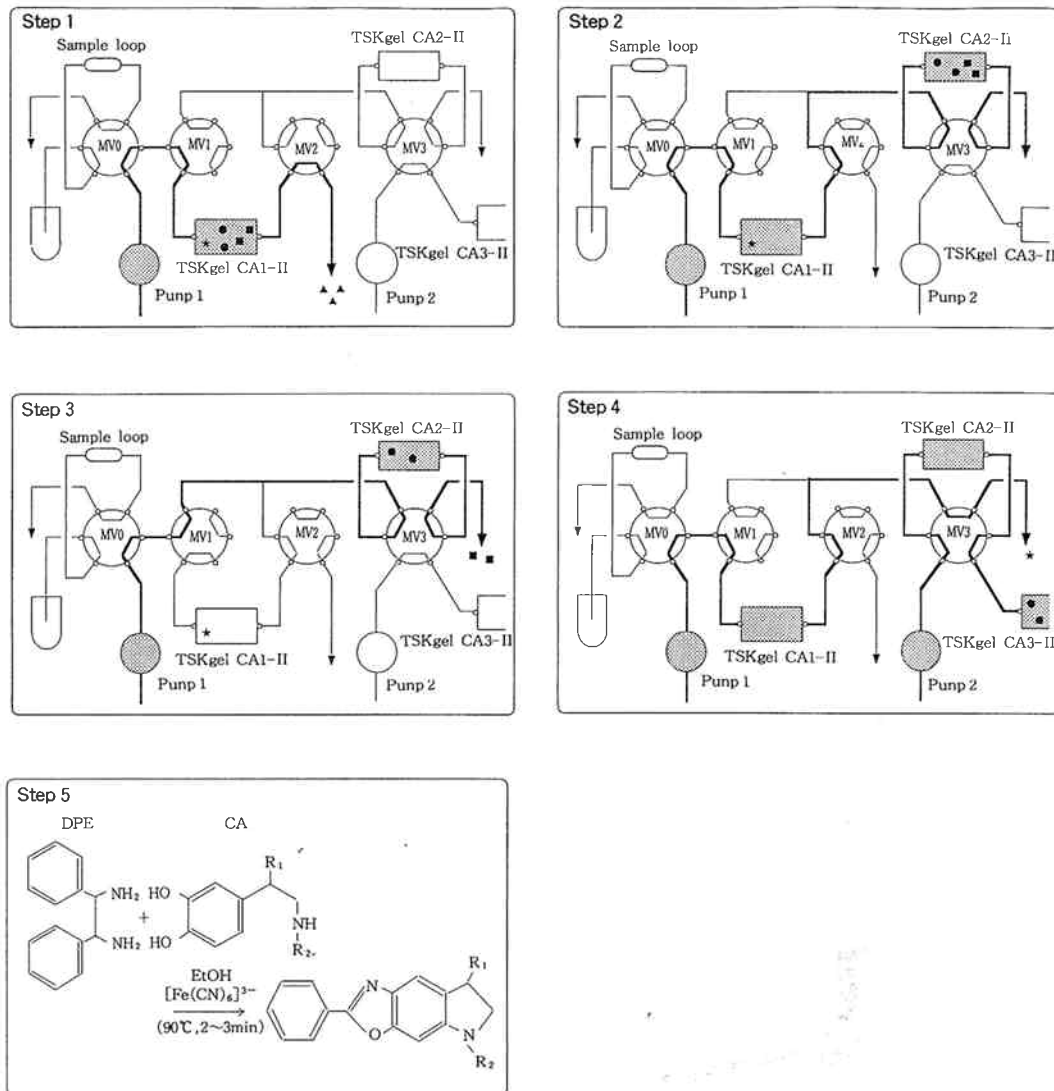 Step 1
TSKgel CA2-II
Sample loop
MV0
MV1
MV2
MV3
TSKgel CA1-II
TSKgel CA3-II
Punp 1
Punp 2
Step 2
TSKgel CA2-II
Sample loop
MV0
MV1
MV3
TSKgel CA1-II
TSKgel CA3-II
Punp 1
Punp 2
Step 3
TSKgel CA2-II
Sample loop
MV0
MV1
MV2
MV3
TSKgel CA1-II
TSKgel CA3-II
Punp 1
Punp 2
Step 4
TSKgel CA2-II
Sample loop
MV0
MV1
MV2
MV3
TSKgel CA1-II
TSKgel CA3-II
Punp 1
Punp 2
Step 5
DPE CA
R₁
NH₂ HO
+
NH₂ HO
NH
R₂
EtOH
[Fe(CN)₆]³⁻
(90℃,2~3min)
R₁
N
O
N
R₂